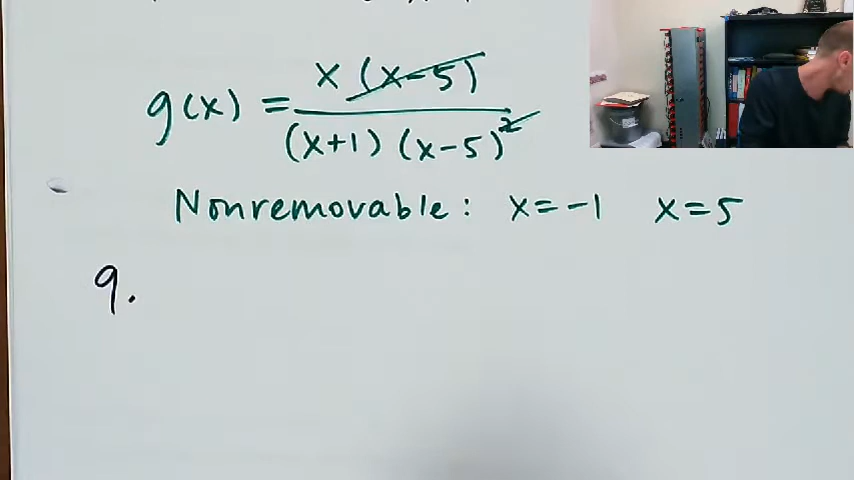 g(x) = x (x-5) / (x+1) (x-5)²
Nonremovable: x=-1 x=5
9.